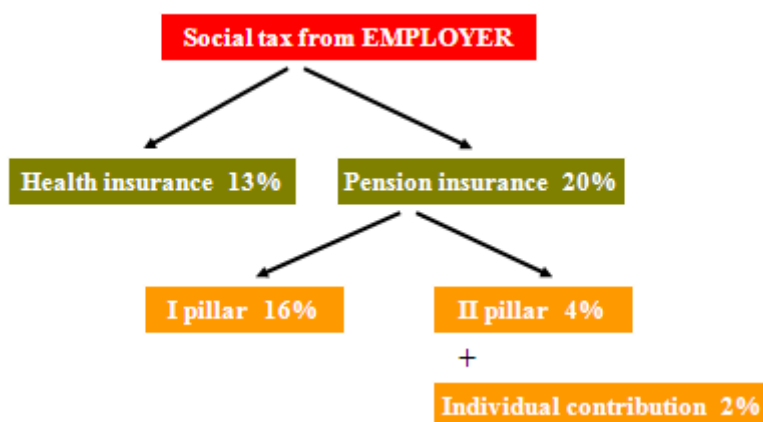 Social tax from EMPLOYER
Health insurance 13%
Pension insurance 20%
I pillar 16%
II pillar 4%
+
Individual contribution 2%